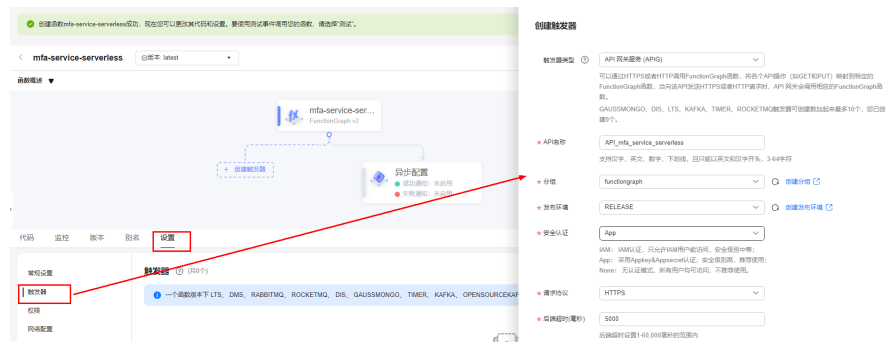 创建函数mfa-service-serverless成功, 现在您可以更改其代码和设置。要使用测试事件调用您的函数, 请选择“测试”。
mfa-service-serverless
版本: latest
函数概述 ▼
mfa-service-ser...
FunctionGraph v2
+ 创建触发器
异步配置
成功通知: 未启用
失败通知: 未启用
代码 监控 版本 别名 设置
常规设置
触发器
权限
网络配置
触发器 (共0个)
一个函数版本下 LTS、DMS、RABBITMQ、ROCKETMQ、DIS、GAUSSMONGO、TIMER、KAFKA、OPENSOURCEKAF
创建触发器
触发器类型 API 网关服务 (APIG)
可以通过HTTPS或者HTTP调用FunctionGraph函数, 将各个API操作 (如GET和PUT) 映射到特定的
FunctionGraph函数, 当向该API发送HTTPS或者HTTP请求时, API 网关会调用相应的FunctionGraph函
数。
GAUSSMONGO、DIS、LTS、KAFKA、TIMER、ROCKETMQ触发器可创建数加起来最多10个, 您已创
建0个。
★ API名称 API_mfa_service_serverless
支持汉字, 英文, 数字, 下划线, 且只能以英文和汉字开头, 3-64字符
★ 分组 functiongraph 创建分组
★ 发布环境 RELEASE 创建发布环境
★ 安全认证 App
IAM: IAM认证, 只允许IAM用户能访问, 安全级别中等;
App: 采用Appkey&Appsecret认证, 安全级别高, 推荐使用;
None: 无认证模式, 所有用户均可访问, 不推荐使用。
★ 请求协议 HTTPS
★ 后端超时(毫秒) 5000
后端超时设置1-60,000毫秒的范围内